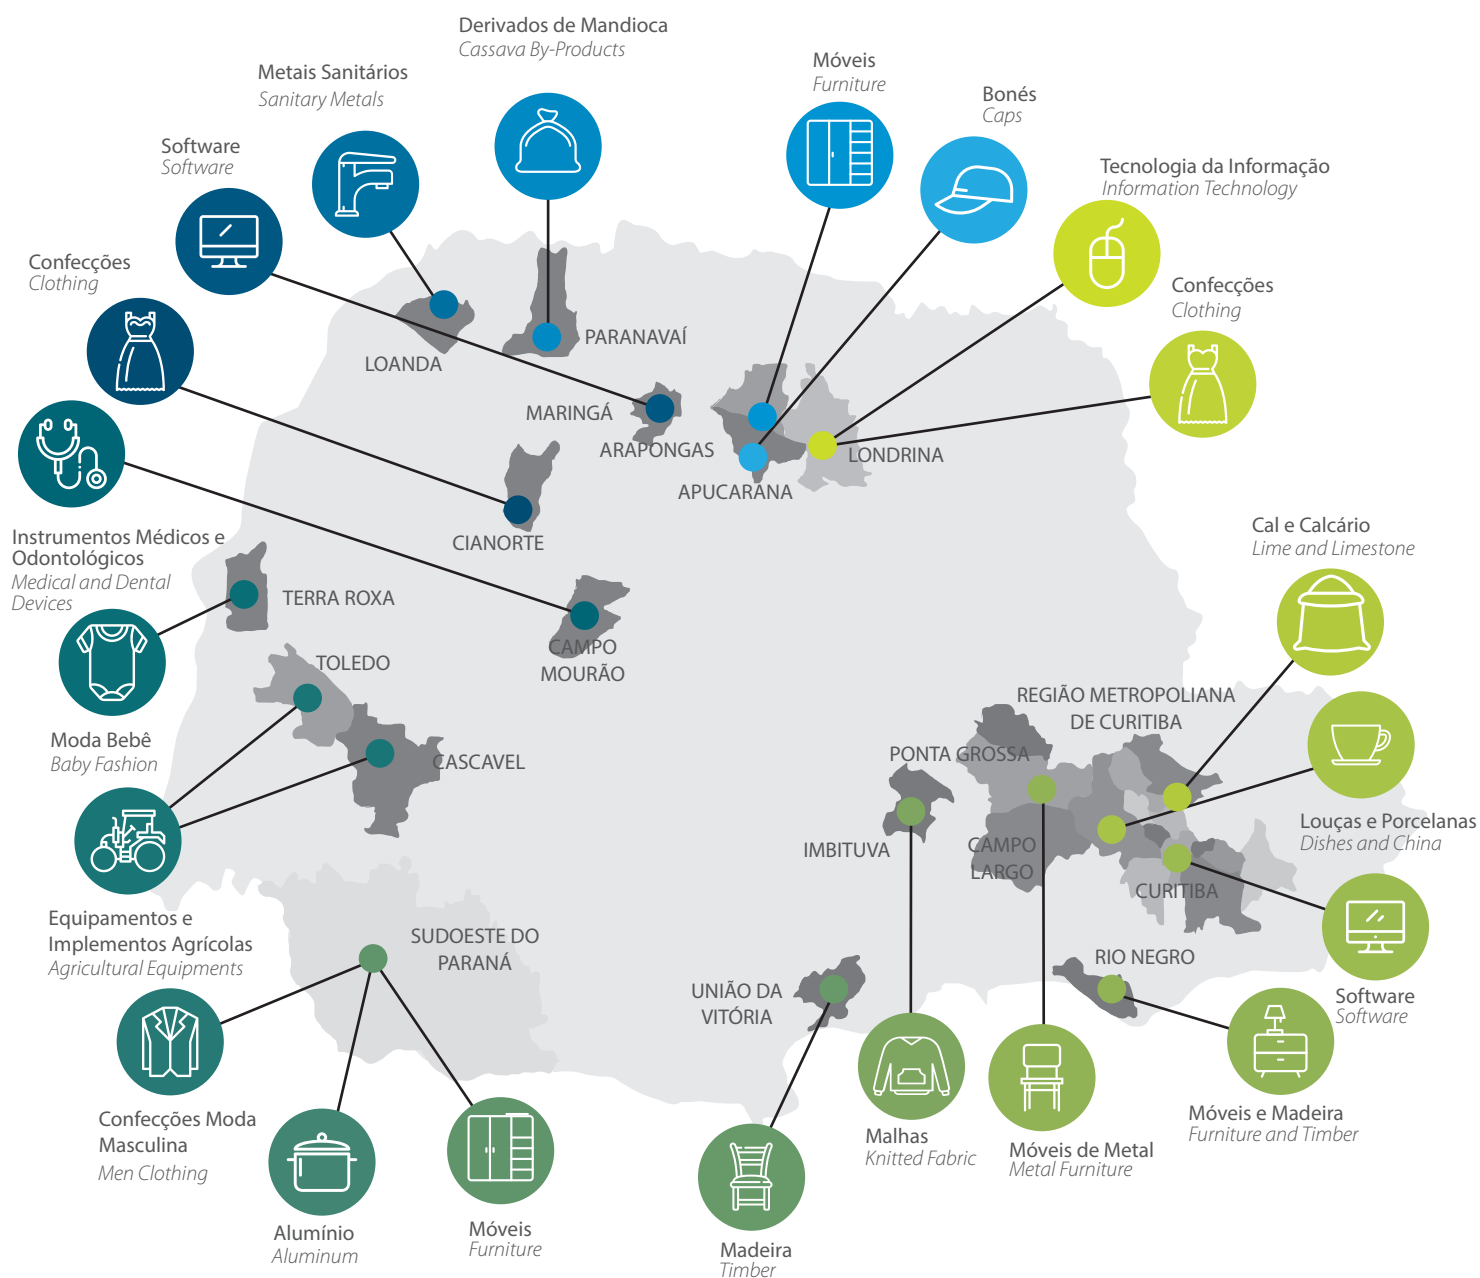 Derivados de Mandioca
Cassava By-Products
Metais Sanitários
Sanitary Metals
Móveis
Furniture
Bonés
Caps
Software
Software
Tecnologia da Informação
Information Technology
Confecções
Clothing
Confecções
Clothing
LOANDA
PARANAVAÍ
MARINGÁ
ARAPONGAS
APUCARANA
LONDRINA
CIANORTE
Instrumentos Médicos e
Odontológicos
Medical and Dental
Devices
TERRA ROXA
CAMPO
MOURÃO
TOLEDO
CASCAVEL
Cal e Calcário
Lime and Limestone
REGIÃO METROPOLIANA
DE CURITIBA
PONTA GROSSA
Moda Bebê
Baby Fashion
IMBITUVA
CAMPO
LARGO
CURITIBA
Louças e Porcelanas
Dishes and China
Equipamentos e
Implementos Agrícolas
Agricultural Equipments
SUDOESTE DO
PARANÁ
UNIÃO DA
VITÓRIA
RIO NEGRO
Software
Software
Confecções Moda
Masculina
Men Clothing
Alumínio
Aluminum
Móveis
Furniture
Madeira
Timber
Malhas
Knitted Fabric
Móveis de Metal
Metal Furniture
Móveis e Madeira
Furniture and Timber